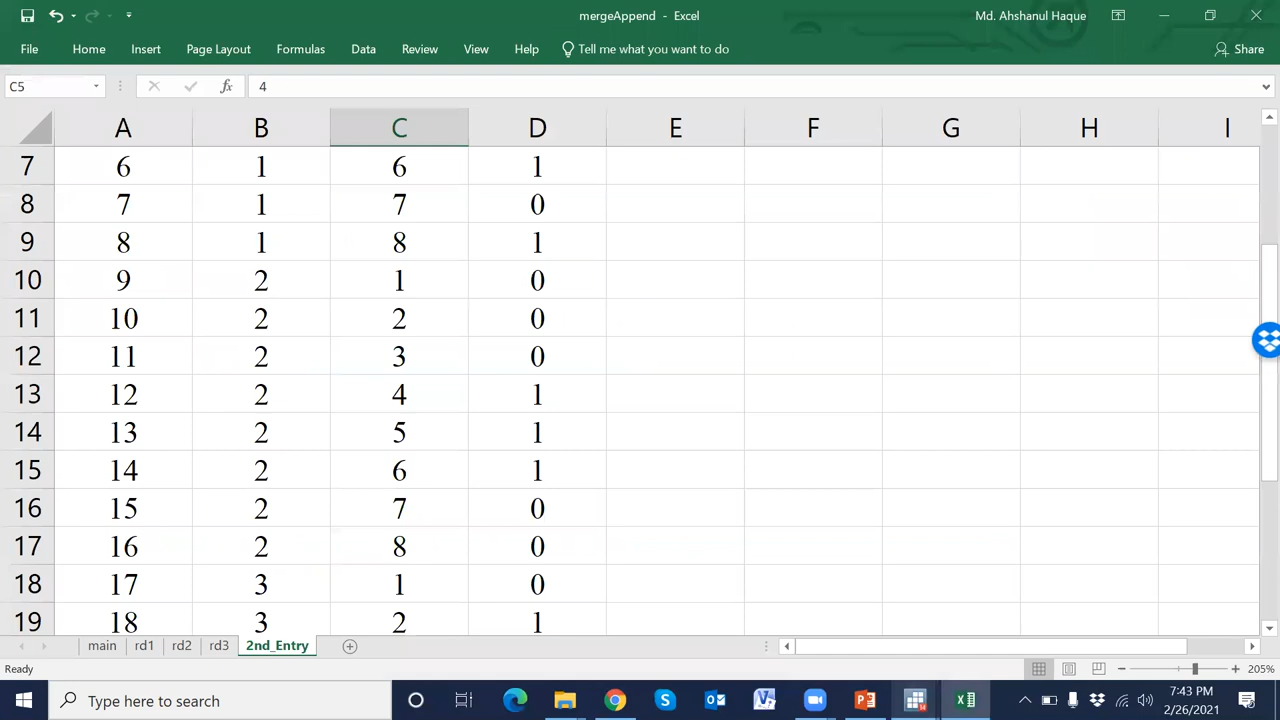 mergeAppend - Excel
Md. Ahshanul Haque
File Home Insert Page Layout Formulas Data Review View Help Tell me what you want to do Share
C5 fx 4
A B C D E F G H I
7 6 1 6 1
8 7 1 7 0
9 8 1 8 1
10 9 2 1 0
11 10 2 2 0
12 11 2 3 0
13 12 2 4 1
14 13 2 5 1
15 14 2 6 1
16 15 2 7 0
17 16 2 8 0
18 17 3 1 0
19 18 3 2 1
main rd1 rd2 rd3 2nd_Entry
Ready 205%
Type here to search
7:43 PM
2/26/2021